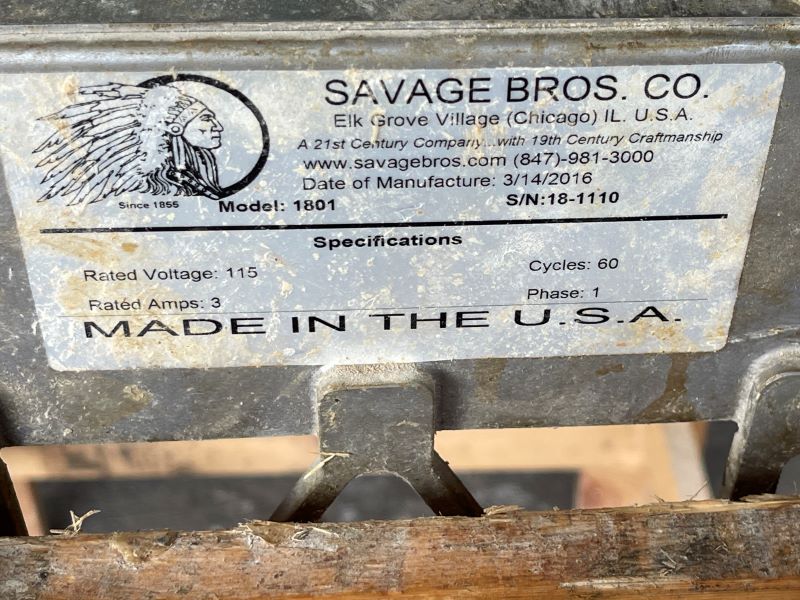 SAVAGE BROS. CO.
Elk Grove Village (Chicago) IL. U.S.A.
A 21st Century Company...with 19th Century Craftmanship
www.savagebros.com (847)-981-3000
Date of Manufacture: 3/14/2016
Since 1855 Model: 1801 S/N:18-1110
Specifications
Rated Voltage: 115 Cycles: 60
Rated Amps: 3 Phase: 1
MADE IN THE U.S.A.